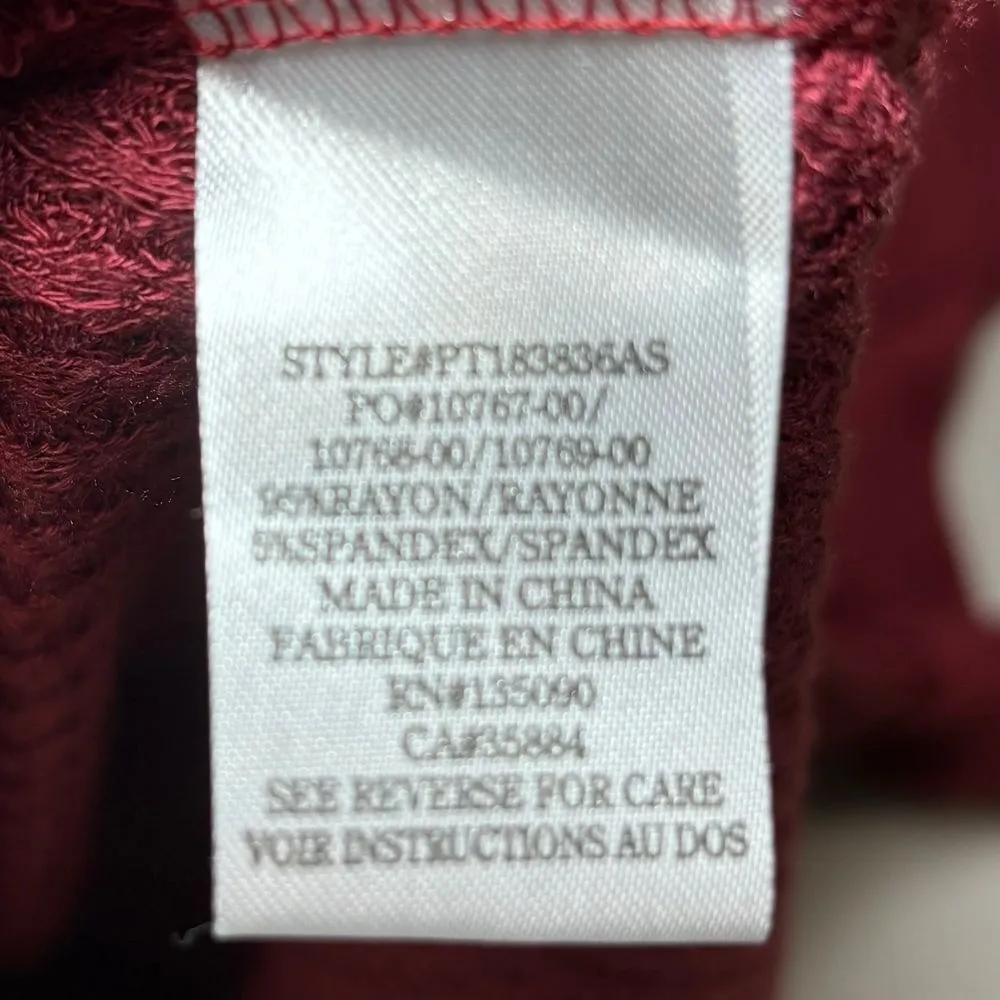 STYLE#PT183836AS
PO#10767-00/
10768-00/10769-00
95%RAYON/RAYONNE
5%SPANDEX/SPANDEX
MADE IN CHINA
FABRIQUE EN CHINE
RN#135090
CA#35884
SEE REVERSE FOR CARE
VOIR INSTRUCTIONS AU DOS